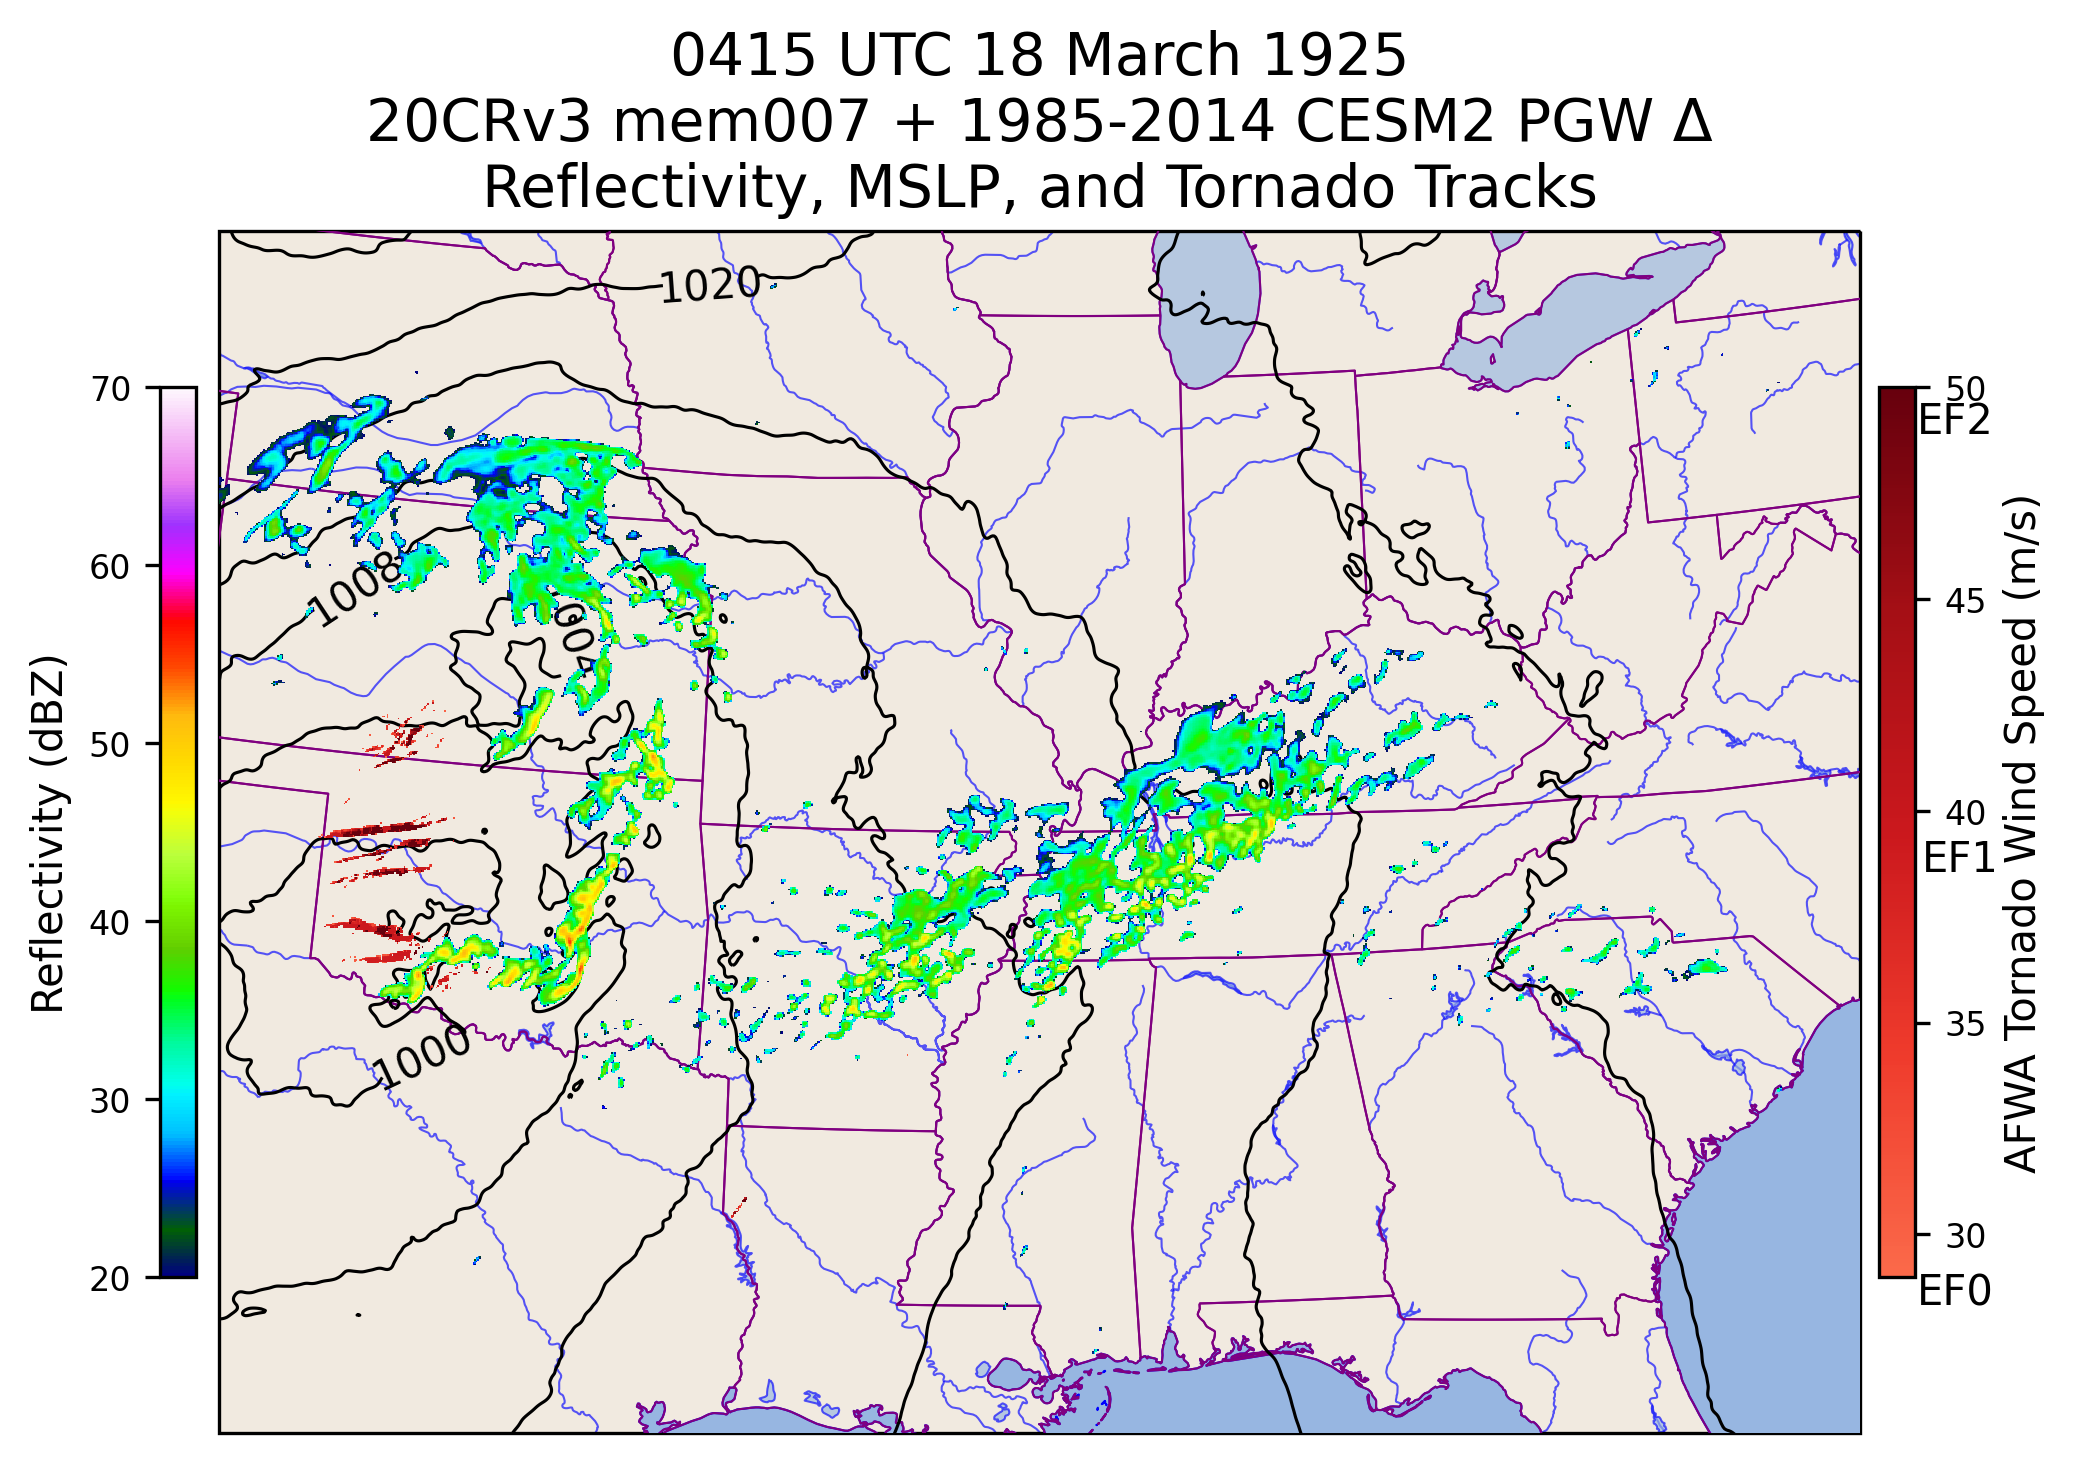 0415 UTC 18 March 1925
20CRv3 mem007 + 1985-2014 CESM2 PGW Δ
Reflectivity, MSLP, and Tornado Tracks
1020
1008
1004
1000
70
60
50
40
30
20
Reflectivity (dBZ)
50
EF2
45
40
EF1
35
30
EF0
AFWA Tornado Wind Speed (m/s)